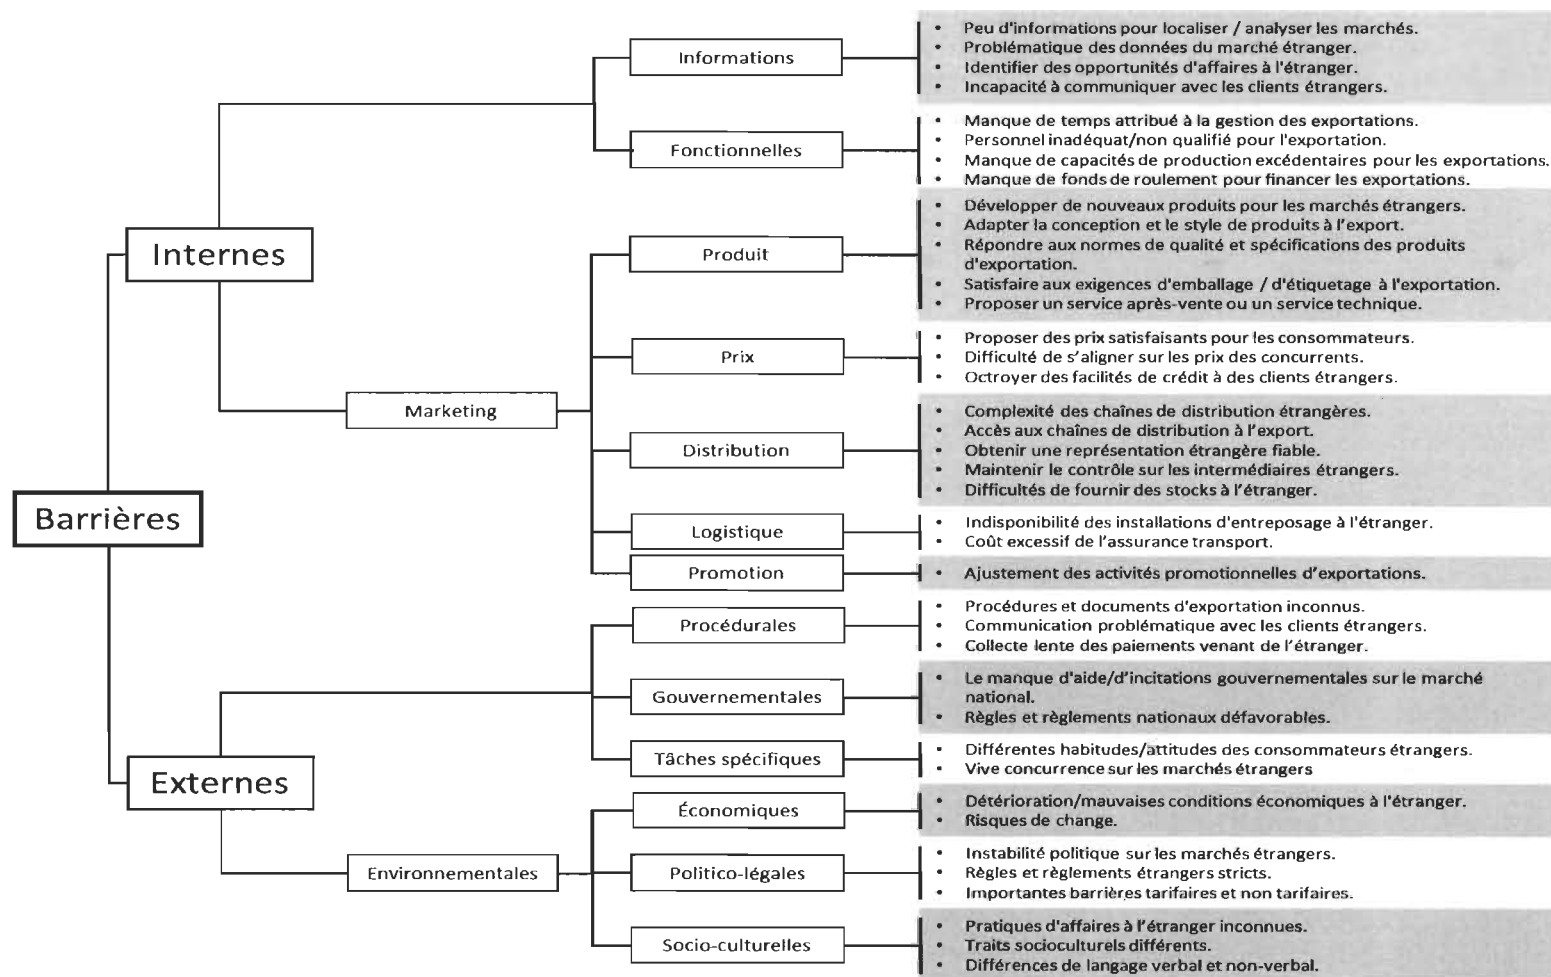 Barrières
Internes
Informations
• Peu d'informations pour localiser / analyser les marchés.
• Problématique des données du marché étranger.
• Identifier des opportunités d'affaires à l'étranger.
• Incapacité à communiquer avec les clients étrangers.
Fonctionnelles
• Manque de temps attribué à la gestion des exportations.
• Personnel inadéquat/non qualifié pour l'exportation.
• Manque de capacités de production excédentaires pour les exportations.
• Manque de fonds de roulement pour financer les exportations.
Marketing
Produit
• Développer de nouveaux produits pour les marchés étrangers.
• Adapter la conception et le style de produits à l'export.
• Répondre aux normes de qualité et spécifications des produits
d'exportation.
• Satisfaire aux exigences d'emballage / d'étiquetage à l'exportation.
• Proposer un service après-vente ou un service technique.
Prix
• Proposer des prix satisfaisants pour les consommateurs.
• Difficulté de s'aligner sur les prix des concurrents.
• Octroyer des facilités de crédit à des clients étrangers.
Distribution
• Complexité des chaînes de distribution étrangères.
• Accès aux chaînes de distribution à l'export.
• Obtenir une représentation étrangère fiable.
• Maintenir le contrôle sur les intermédiaires étrangers.
• Difficultés de fournir des stocks à l'étranger.
Logistique
• Indisponibilité des installations d'entreposage à l'étranger.
• Coût excessif de l'assurance transport.
Promotion
• Ajustement des activités promotionnelles d'exportations.
Externes
Procédurales
• Procédures et documents d'exportation inconnus.
• Communication problématique avec les clients étrangers.
• Collecte lente des paiements venant de l'étranger.
Gouvernementales
• Le manque d'aide/d'incitations gouvernementales sur le marché
national.
• Règles et règlements nationaux défavorables.
Tâches spécifiques
• Différentes habitudes/attitudes des consommateurs étrangers.
• Vive concurrence sur les marchés étrangers
Environnementales
Économiques
• Détérioration/mauvaises conditions économiques à l'étranger.
• Risques de change.
Politico-légales
• Instabilité politique sur les marchés étrangers.
• Règles et règlements étrangers stricts.
• Importantes barrières tarifaires et non tarifaires.
Socio-culturelles
• Pratiques d'affaires à l'étranger inconnues.
• Traits socioculturels différents.
• Différences de langage verbal et non-verbal.